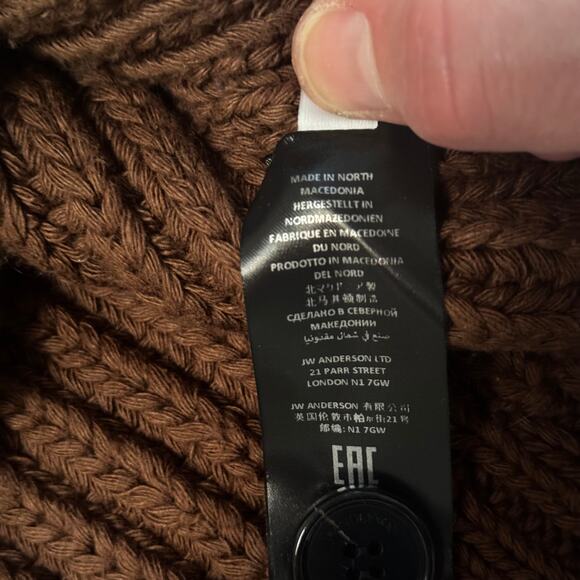 MADE IN NORTH
MACEDONIA
HERGESTELLT IN
NORDMAZEDONIEN
FABRIQUE EN MACEDOINE
DU NORD
PRODOTTO IN MACEDONIA
DEL NORD
北マケドニア製
北马其顿制造
СДЕЛАНО В СЕВЕРНОЙ
МАКЕДОНИИ
صنع في شمال مقدونيا
JW ANDERSON LTD
21 PARR STREET
LONDON N1 7GW
JW ANDERSON 有限公司
英国伦敦市帕尔街21号
邮编: N1 7GW
EAC